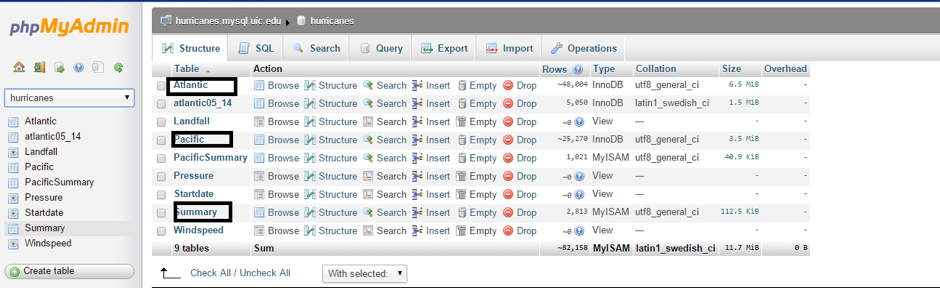 phpMyAdmin
hurricanes
Atlantic
atlantic05_14
Landfall
Pacific
PacificSummary
Pressure
Startdate
Summary
Windspeed
Create table
hurricanes.mysql.uic.edu hurricanes
Structure SQL Search Query Export Import Operations
Table Action Rows Type Collation Size Overhead
Atlantic Browse Structure Search Insert Empty Drop ~48,004 InnoDB utf8_general_ci 6.5 MiB -
atlantic05_14 Browse Structure Search Insert Empty Drop 5,050 InnoDB latin1_swedish_ci 1.5 MiB -
Landfall Browse Structure Search Insert Empty Drop ~0 View --- - -
Pacific Browse Structure Search Insert Empty Drop ~25,270 InnoDB utf8_general_ci 3.5 MiB -
PacificSummary Browse Structure Search Insert Empty Drop 1,021 MyISAM utf8_general_ci 40.9 KiB -
Pressure Browse Structure Search Insert Empty Drop ~0 View --- - -
Startdate Browse Structure Search Insert Empty Drop ~0 View --- - -
Summary Browse Structure Search Insert Empty Drop 2,813 MyISAM utf8_general_ci 112.5 KiB -
Windspeed Browse Structure Search Insert Empty Drop ~0 View --- - -
9 tables Sum ~82,158 MyISAM latin1_swedish_ci 11.7 MiB 0 B
Check All / Uncheck All With selected: